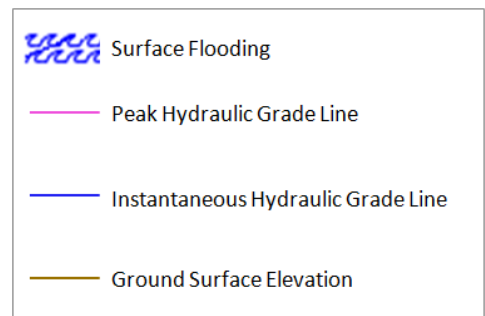 Surface Flooding
Peak Hydraulic Grade Line
Instantaneous Hydraulic Grade Line
Ground Surface Elevation